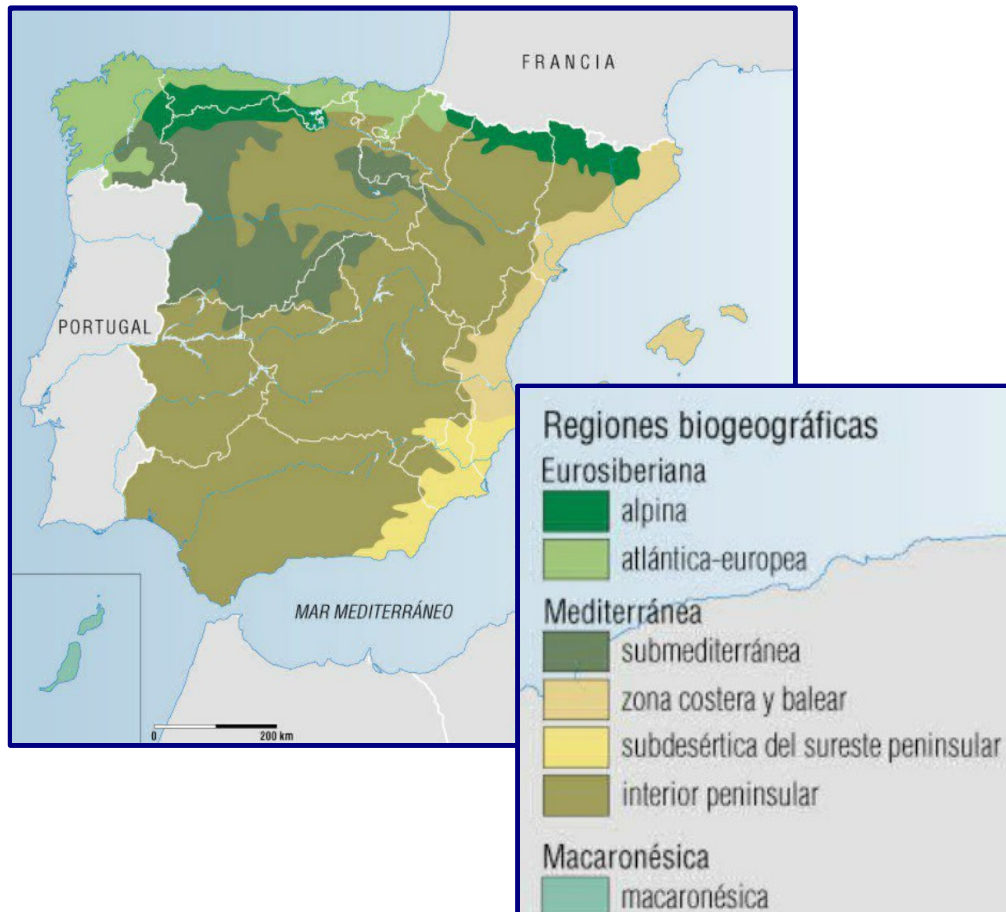 FRANCIA
PORTUGAL
MAR MEDITERRÁNEO
0 200 km
Regiones biogeográficas
Eurosiberiana
alpina
atlántica-europea
Mediterránea
submediterránea
zona costera y balear
subdesértica del sureste peninsular
interior peninsular
Macaronésica
macaronésica